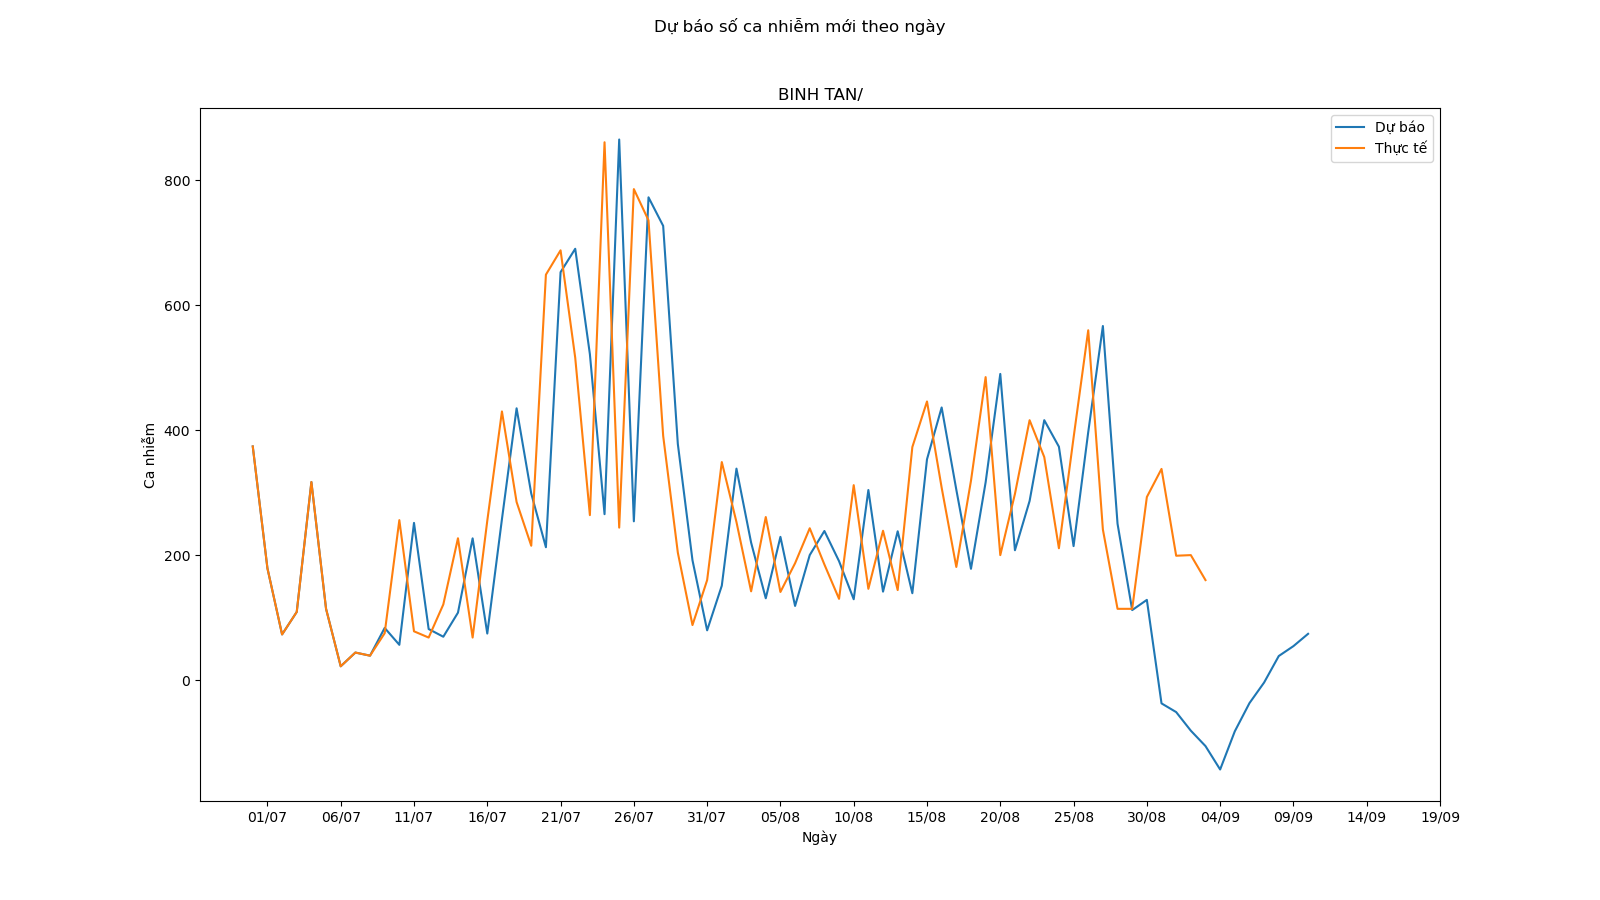 Dự báo số ca nhiễm mới theo ngày
BINH TAN/
Dự báo
Thực tế
800
600
400
200
0
Ca nhiễm
01/07 06/07 11/07 16/07 21/07 26/07 31/07 05/08 10/08 15/08 20/08 25/08 30/08 04/09 09/09 14/09 19/09
Ngày